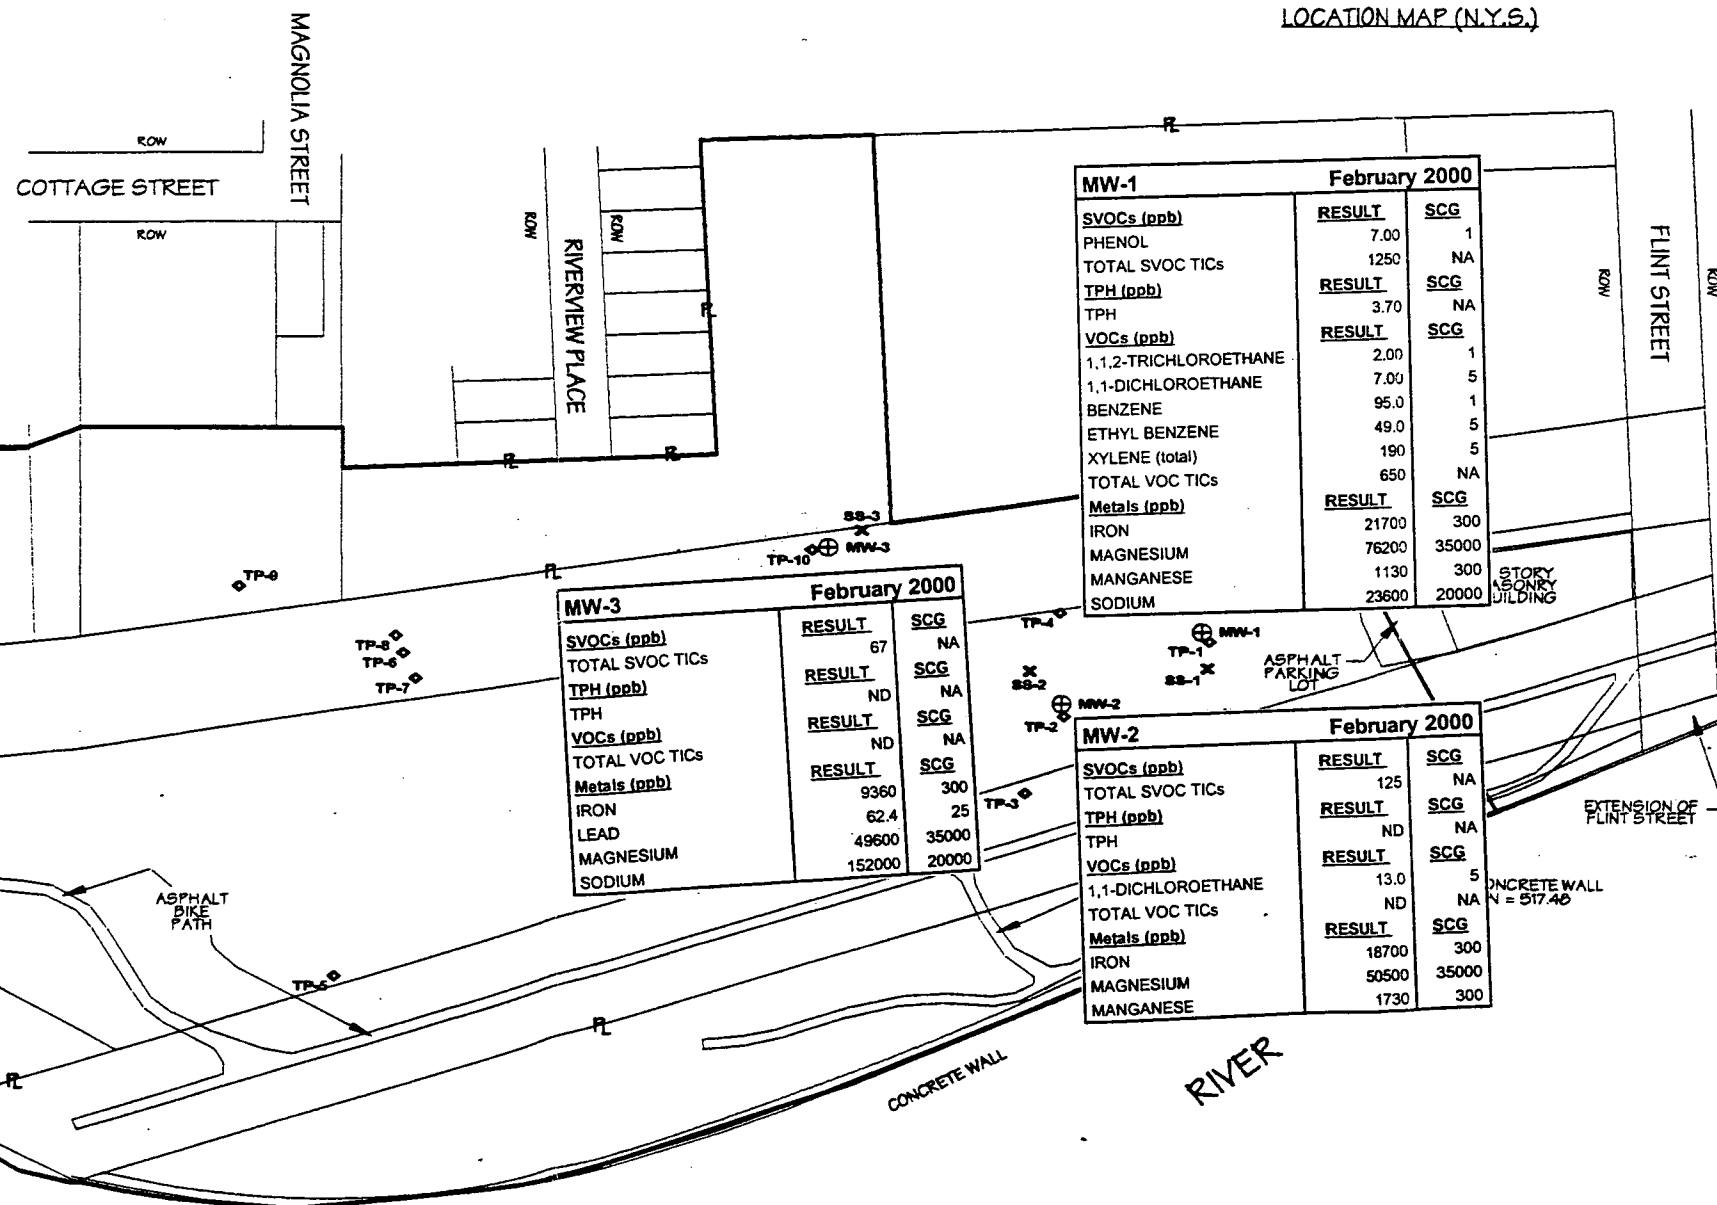 LOCATION MAP (N.Y.S.)
MAGNOLIA STREET
ROW
COTTAGE STREET
ROW
ROW
RIVERVIEW PLACE
ROW
PL
PL
PL
PL
FLINT STREET
ROW
ROW
MW-1 February 2000
SVOCs (ppb) RESULT SCG
PHENOL 7.00 1
TOTAL SVOC TICs 1250 NA
TPH (ppb) RESULT SCG
TPH 3.70 NA
VOCs (ppb) RESULT SCG
1,1,2-TRICHLOROETHANE 2.00 1
1,1-DICHLOROETHANE 7.00 5
BENZENE 95.0 1
ETHYL BENZENE 49.0 5
XYLENE (total) 190 5
TOTAL VOC TICs 650 NA
Metals (ppb) RESULT SCG
IRON 21700 300
MAGNESIUM 76200 35000
MANGANESE 1130 300
SODIUM 23600 20000
STORY
ASONRY
UILDING
SS-3
TP-10 MW-3
PL
TP-9
TP-8
TP-6
TP-7
MW-3 February 2000
SVOCs (ppb) RESULT SCG
TOTAL SVOC TICs 67 NA
TPH (ppb) RESULT SCG
TPH ND NA
VOCs (ppb) RESULT SCG
TOTAL VOC TICs ND NA
Metals (ppb) RESULT SCG
IRON 9360 300
LEAD 62.4 25
MAGNESIUM 49600 35000
SODIUM 152000 20000
TP-4
MW-1
TP-1
SS-1
SS-2
MW-2
TP-2
TP-3
ASPHALT
PARKING
LOT
MW-2 February 2000
SVOCs (ppb) RESULT SCG
TOTAL SVOC TICs 125 NA
TPH (ppb) RESULT SCG
TPH ND NA
VOCs (ppb) RESULT SCG
1,1-DICHLOROETHANE 13.0 5
TOTAL VOC TICs ND NA
Metals (ppb) RESULT SCG
IRON 18700 300
MAGNESIUM 50500 35000
MANGANESE 1730 300
EXTENSION OF
FLINT STREET
ONCRETE WALL
N = 517.48
ASPHALT
BIKE
PATH
TP-5
PL
PL
CONCRETE WALL
RIVER